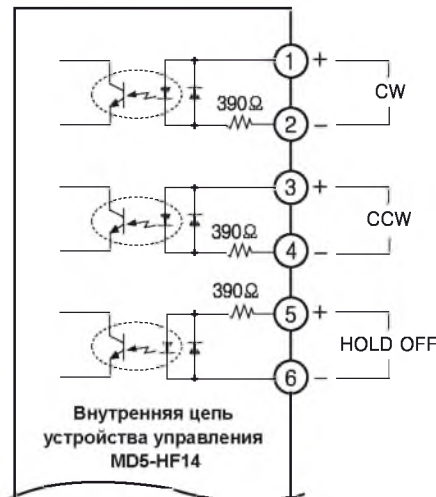 1 +
390Ω
CW
2 −
3 +
CCW
390Ω
4 −
390Ω
5 +
HOLD OFF
6 −
Внутренняя цепь
устройства управления
MD5-HF14